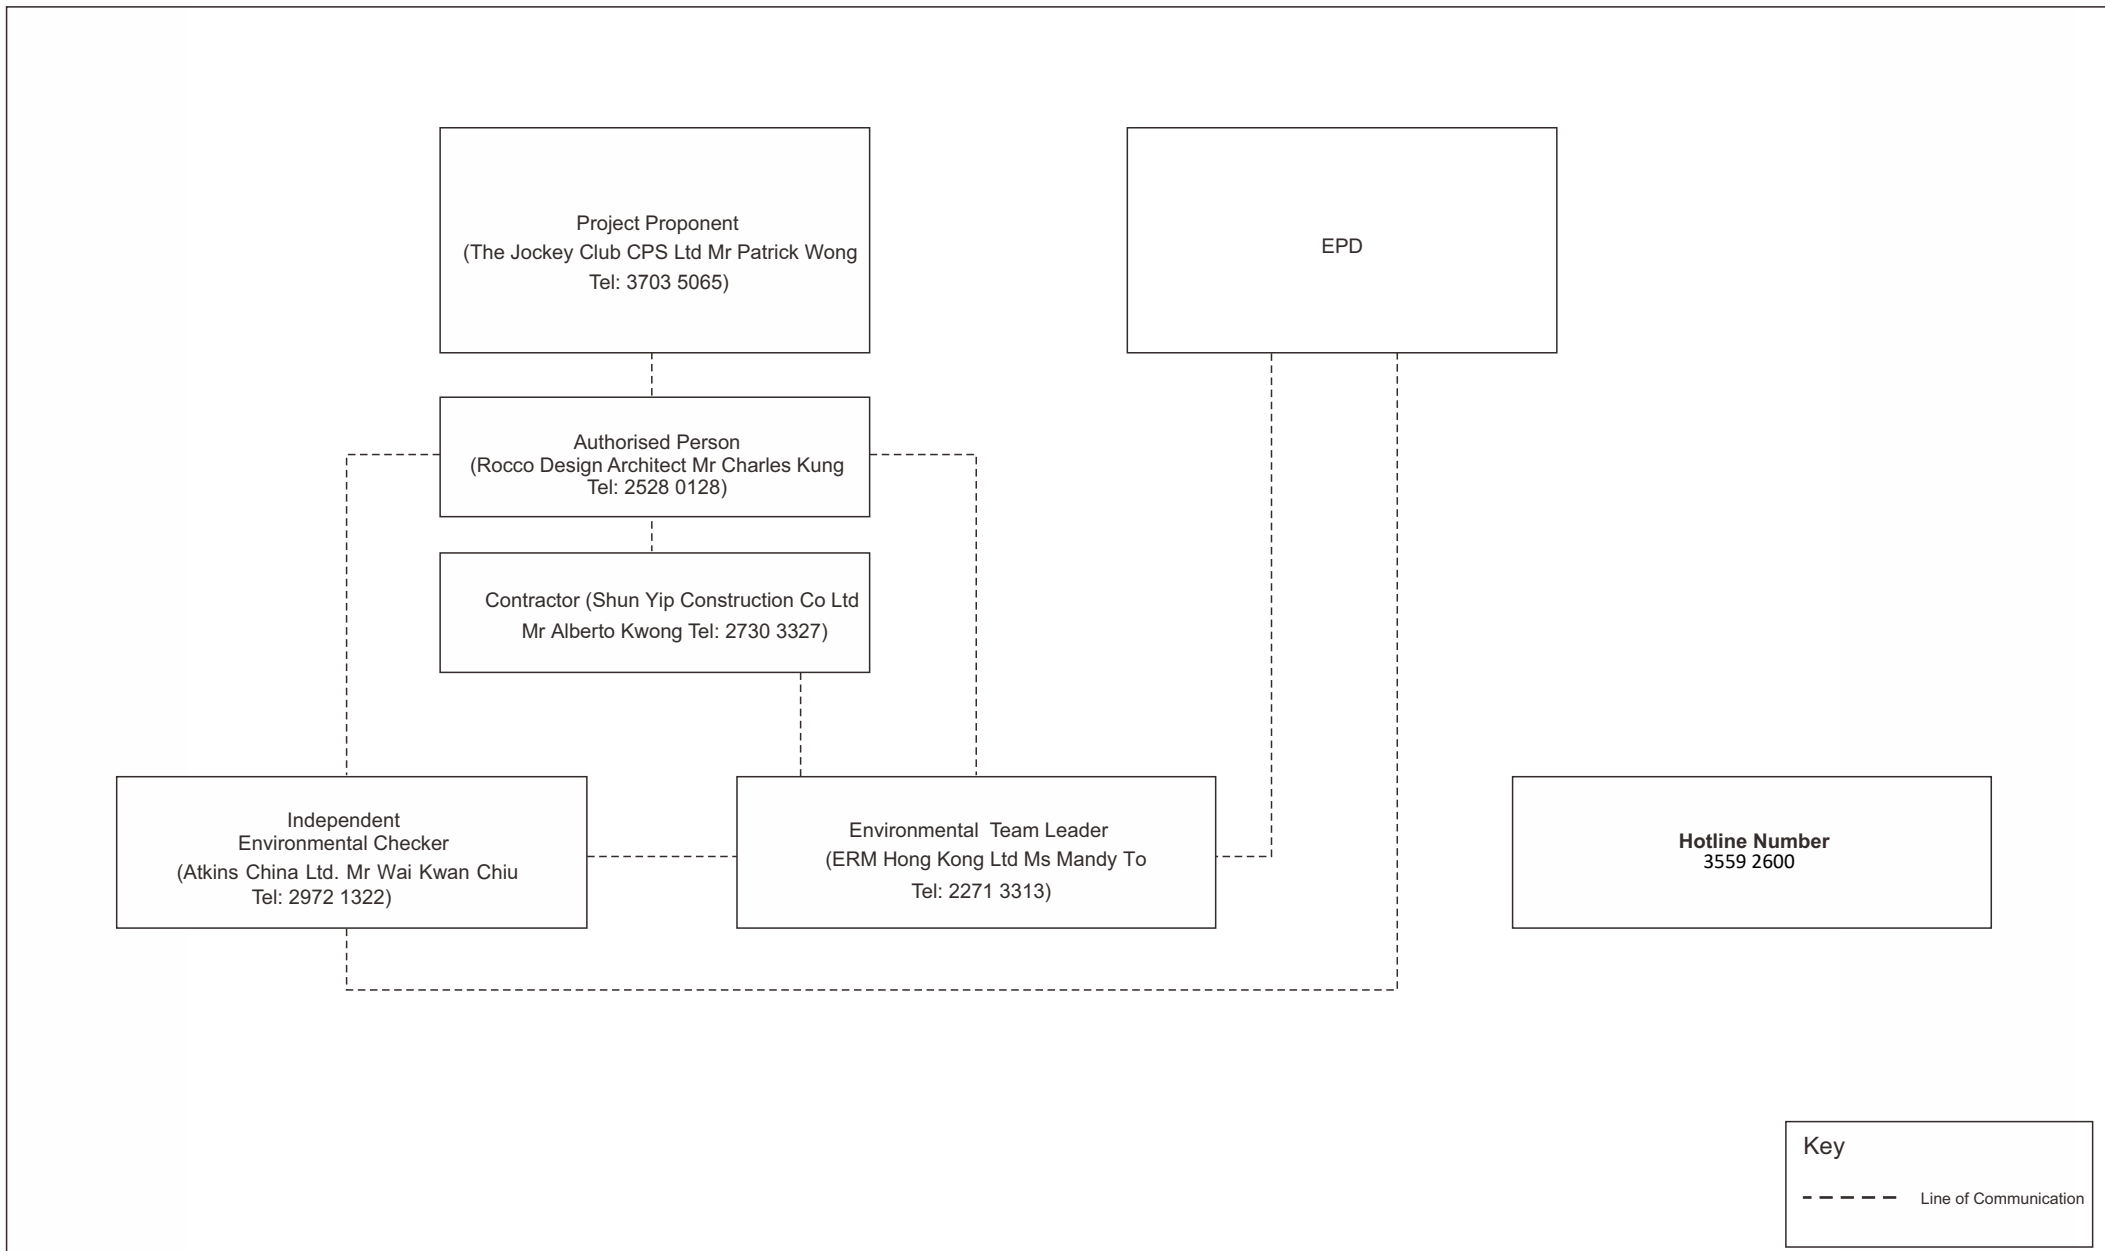 Project Proponent
(The Jockey Club CPS Ltd Mr Patrick Wong
Tel: 3703 5065)
EPD
Authorised Person
(Rocco Design Architect Mr Charles Kung
Tel: 2528 0128)
Contractor (Shun Yip Construction Co Ltd
Mr Alberto Kwong Tel: 2730 3327)
Independent
Environmental Checker
(Atkins China Ltd. Mr Wai Kwan Chiu
Tel: 2972 1322)
Environmental Team Leader
(ERM Hong Kong Ltd Ms Mandy To
Tel: 2271 3313)
Hotline Number
3559 2600
Key
Line of Communication